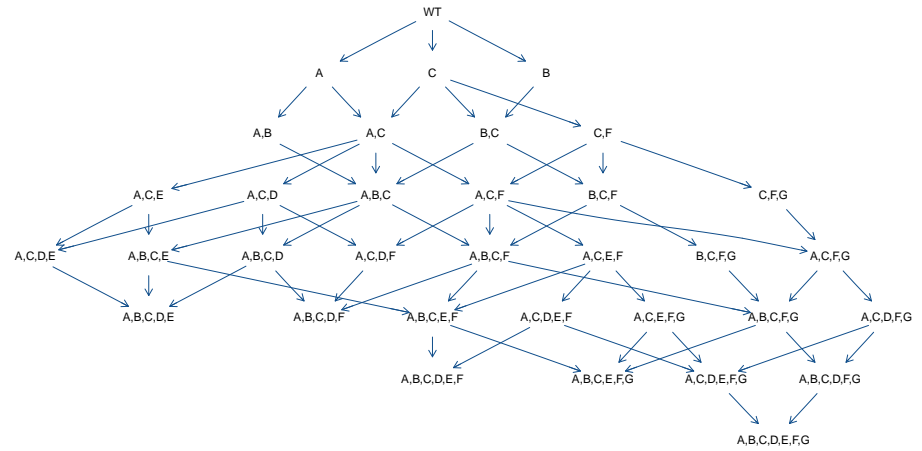 WT
A C B
A,B A,C B,C C,F
A,C,E A,C,D A,B,C A,C,F B,C,F C,F,G
A,C,D,E A,B,C,E A,B,C,D A,C,D,F A,B,C,F A,C,E,F B,C,F,G A,C,F,G
A,B,C,D,E A,B,C,D,F A,B,C,E,F A,C,D,E,F A,C,E,F,G A,B,C,F,G A,C,D,F,G
A,B,C,D,E,F A,B,C,E,F,G A,C,D,E,F,G A,B,C,D,F,G
A,B,C,D,E,F,G